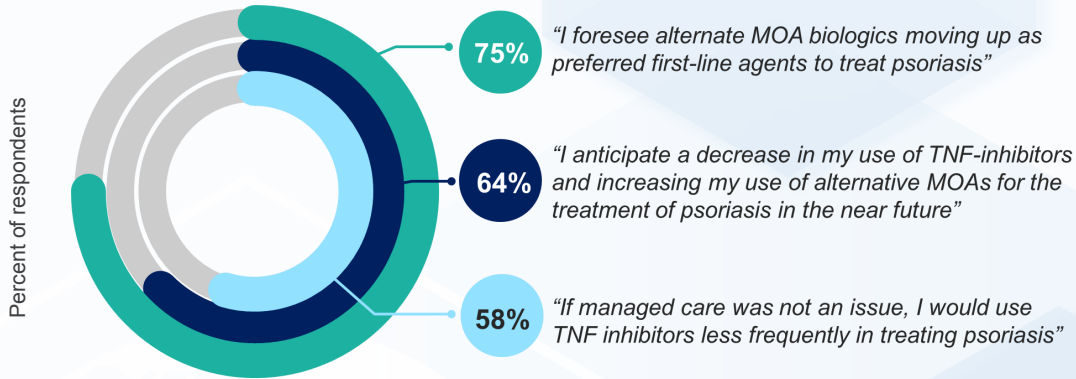 Percent of respondents
75%
“I foresee alternate MOA biologics moving up as
preferred first-line agents to treat psoriasis”
64%
“I anticipate a decrease in my use of TNF-inhibitors
and increasing my use of alternative MOAs for the
treatment of psoriasis in the near future”
58%
“If managed care was not an issue, I would use
TNF inhibitors less frequently in treating psoriasis”